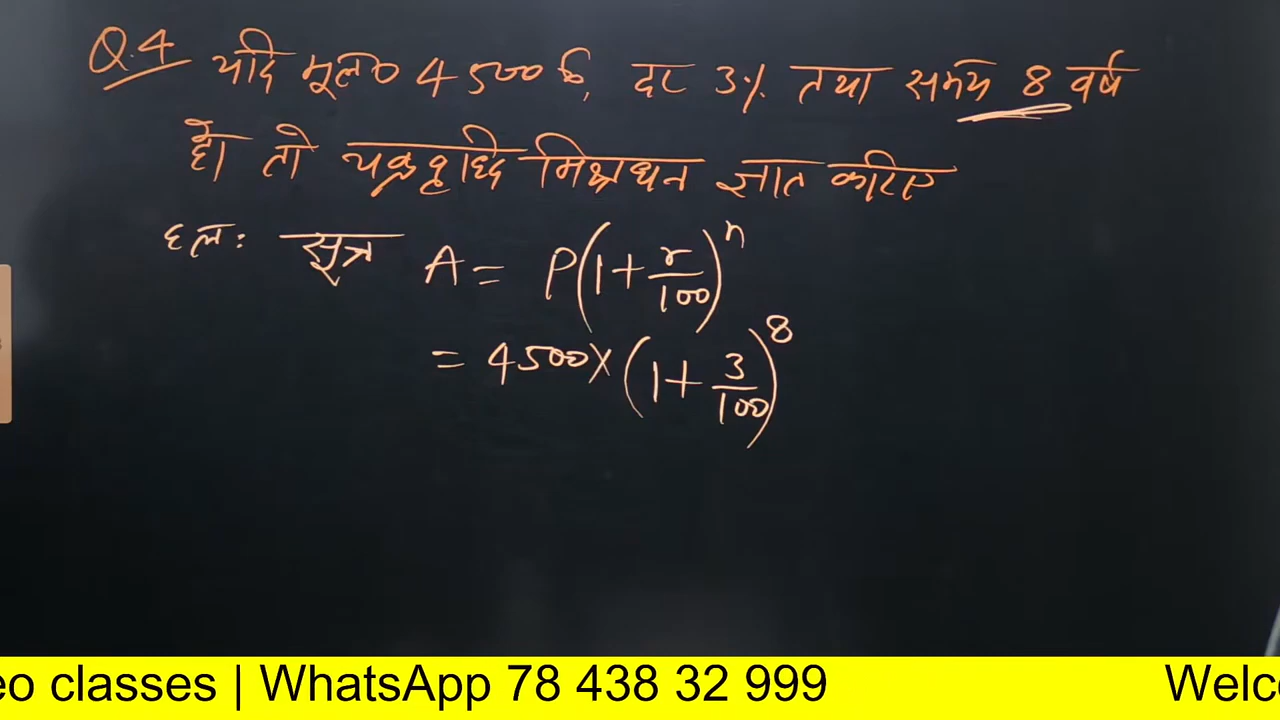 Q.4 यदि मूल० 4500 रु, दर 3% तथा समय 8 वर्ष
हो तो चक्रवृद्धि मिश्रधन ज्ञात करिए
हलः सूत्र A = P(1+r/100)^n
= 4500×(1+3/100)^8
eo classes | WhatsApp 78 438 32 999 Welc